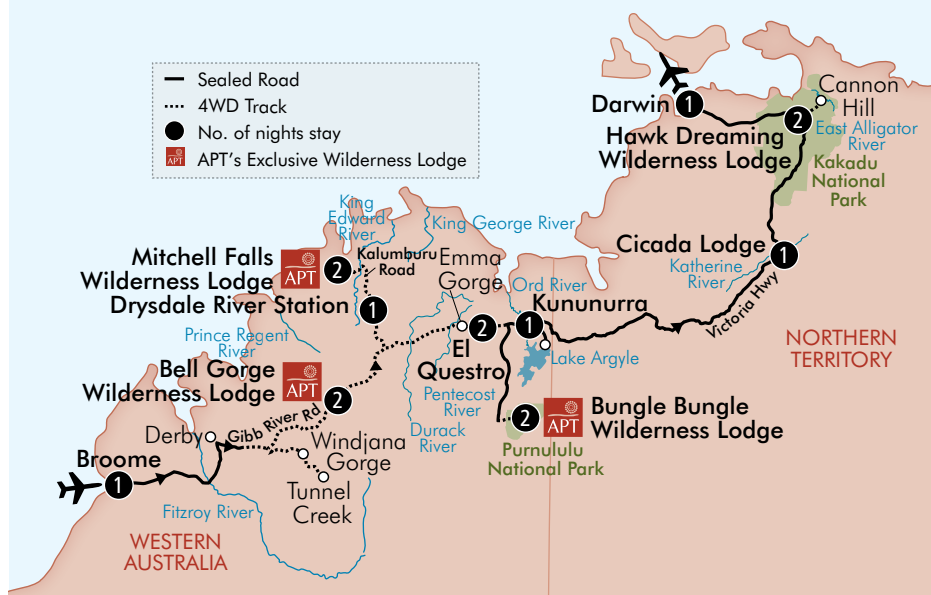 Sealed Road
4WD Track
1 No. of nights stay
APT APT's Exclusive Wilderness Lodge
Darwin 1
Cannon
Hill
2
Hawk Dreaming
Wilderness Lodge
East Alligator
River
Kakadu
National
Park
King
Edward
River
King George River
Cicada Lodge 1
Katherine
River
Victoria Hwy
Mitchell Falls
Wilderness Lodge
APT
2
Kalumburu
Road
Drysdale River Station
1
Emma
Gorge
Ord River
Kununurra
1
2
El
Questro
Lake Argyle
NORTHERN
TERRITORY
Prince Regent
River
Bell Gorge
Wilderness Lodge
APT
2
Pentecost
River
Durack
River
2
APT
Bungle Bungle
Wilderness Lodge
Purnululu
National Park
Gibb River Rd
Derby
Windjana
Gorge
Broome
1
Tunnel
Creek
Fitzroy River
WESTERN
AUSTRALIA